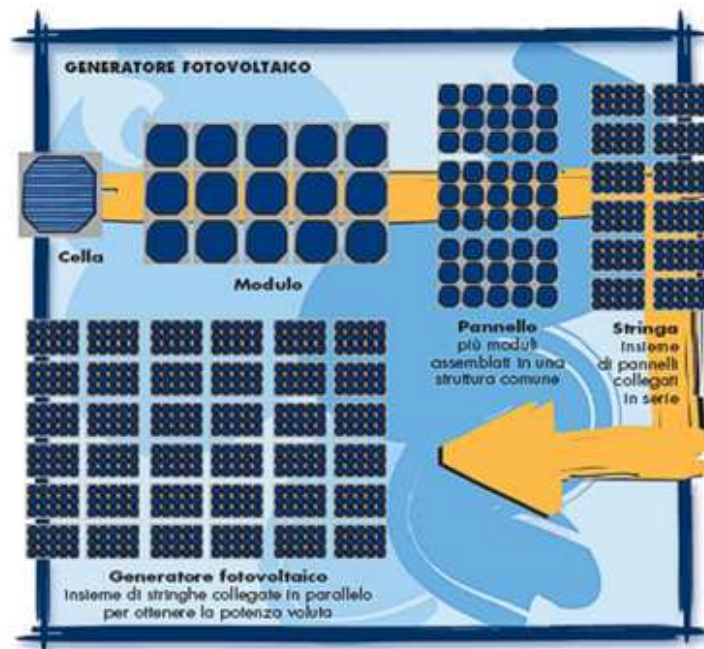 GENERATORE FOTOVOLTAICO
Cella
Modulo
Pannello
più moduli
assemblati in una
struttura comune
Stringa
insieme
di pannelli
collegati
in serie
Generatore fotovoltaico
insieme di stringhe collegate in parallelo
per ottenere la potenza voluta